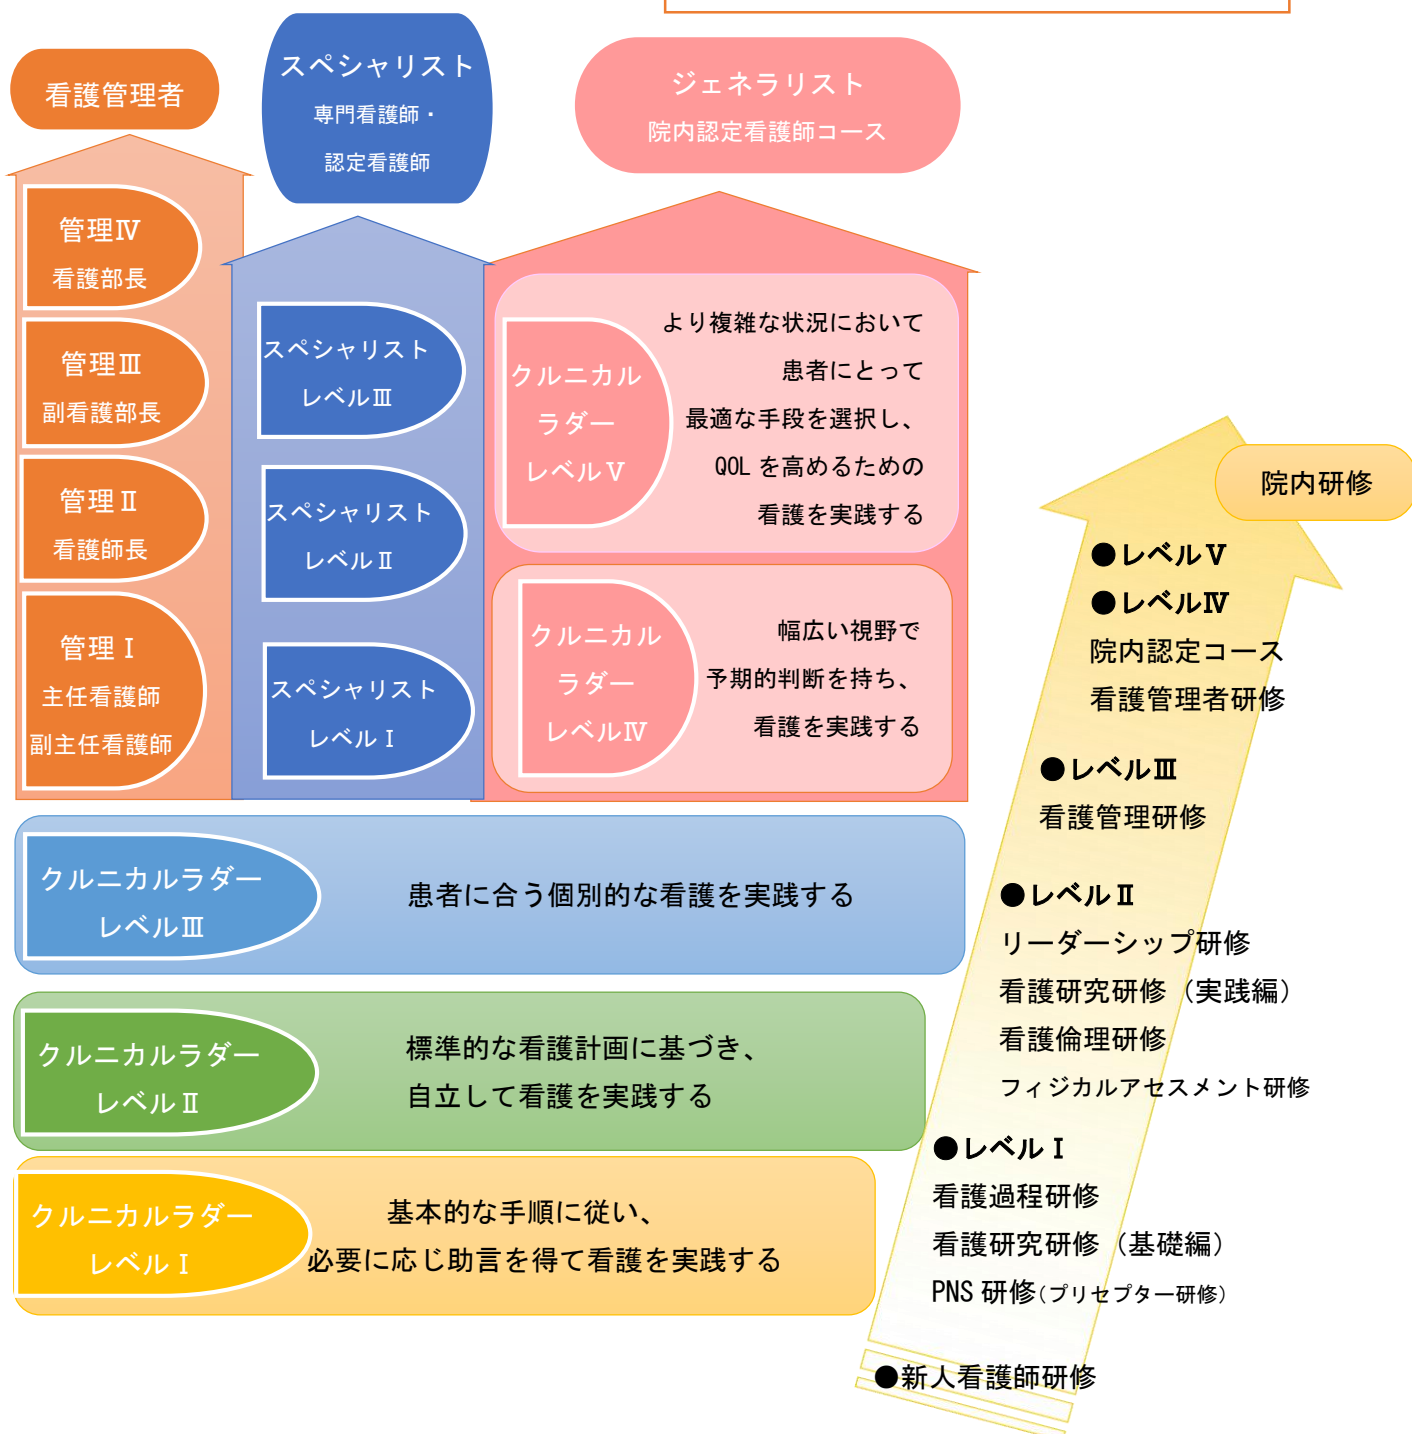 看護管理者
管理Ⅳ
看護部長
管理Ⅲ
副看護部長
管理Ⅱ
看護師長
管理Ⅰ
主任看護師
副主任看護師
スペシャリスト
専門看護師・
認定看護師
スペシャリスト
レベルⅢ
スペシャリスト
レベルⅡ
スペシャリスト
レベルⅠ
ジェネラリスト
院内認定看護師コース
クルニカル
ラダー
レベルⅤ
より複雑な状況において
患者にとって
最適な手段を選択し、
QOL を高めるための
看護を実践する
クルニカル
ラダー
レベルⅣ
幅広い視野で
予期的判断を持ち、
看護を実践する
クルニカルラダー
レベルⅢ
患者に合う個別的な看護を実践する
クルニカルラダー
レベルⅡ
標準的な看護計画に基づき、
自立して看護を実践する
クルニカルラダー
レベルⅠ
基本的な手順に従い、
必要に応じ助言を得て看護を実践する
院内研修
●レベルⅤ
●レベルⅣ
院内認定コース
看護管理者研修
●レベルⅢ
看護管理研修
●レベルⅡ
リーダーシップ研修
看護研究研修（実践編）
看護倫理研修
フィジカルアセスメント研修
●レベルⅠ
看護過程研修
看護研究研修（基礎編）
PNS 研修（プリセプター研修）
●新人看護師研修